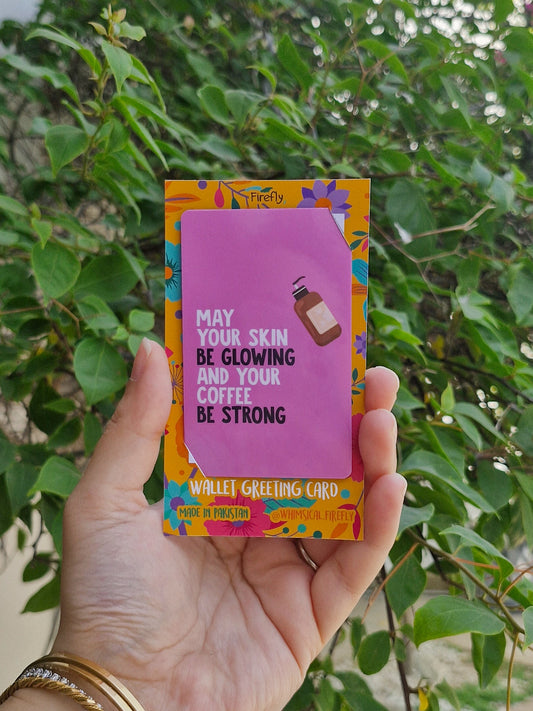 Firefly
MAY
YOUR SKIN
BE GLOWING
AND YOUR
COFFEE
BE STRONG
WALLET GREETING CARD
MADE IN PAKISTAN
@WHIMSICAL.FIREFLY